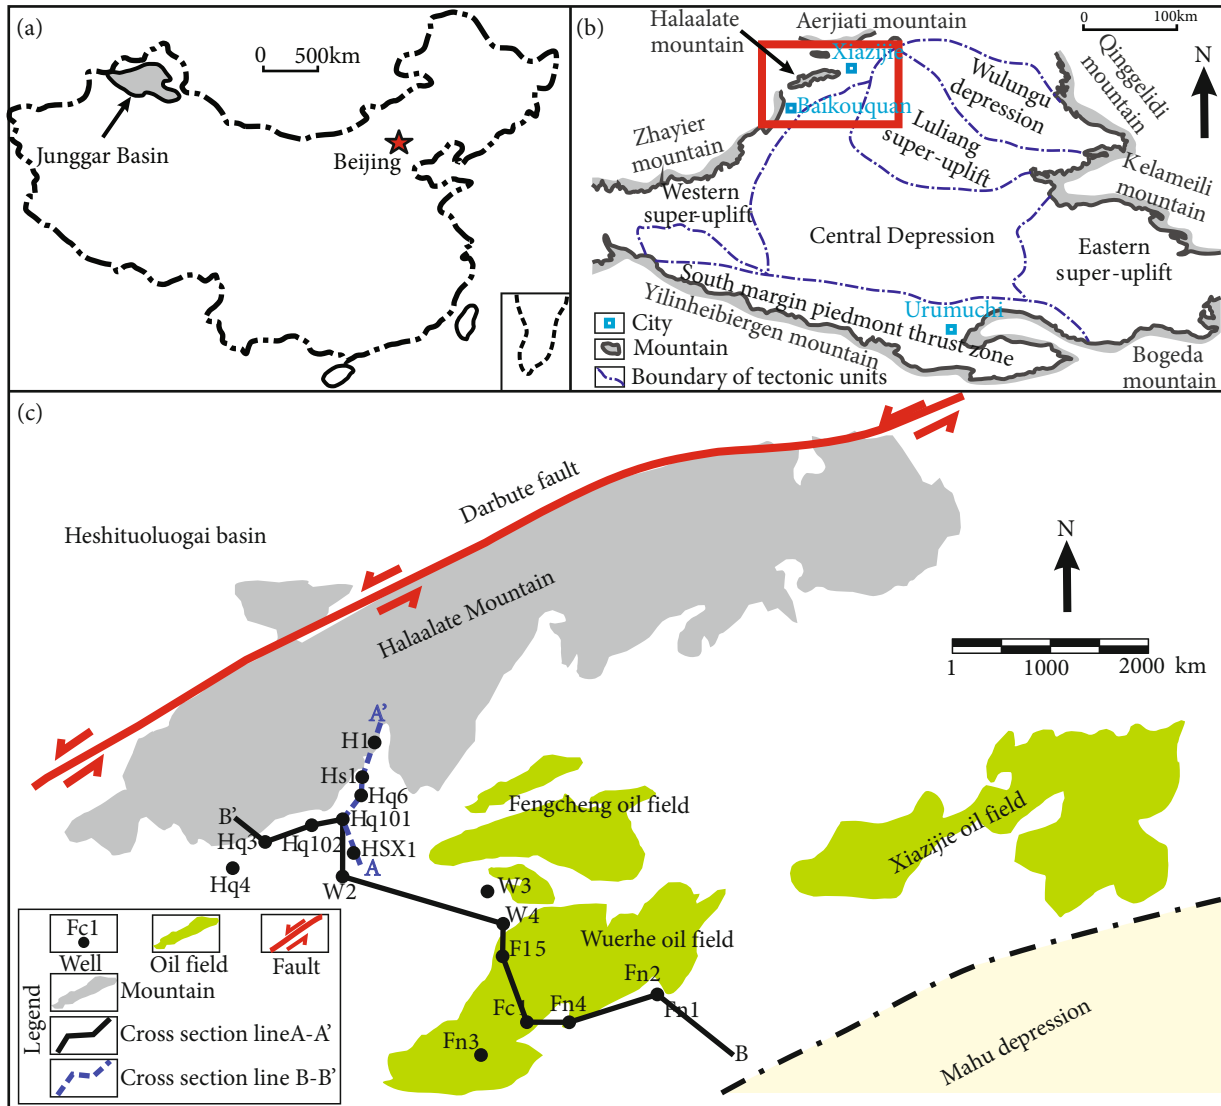 (a)
0 500km
Junggar Basin
Beijing
(b)
Halaalate
mountain
Aerjiati mountain
0 100km
N
Xiazijie
Baikouquan
Wulungu
depression
Qinggelidi
mountain
Luliang
super-uplift
Zhayier
mountain
Kelameili
mountain
Western
super-uplift
Central Depression
Eastern
super-uplift
South margin piedmont thrust zone
Yilinheibiergen mountain
Urumuchi
Bogeda
mountain
City
Mountain
Boundary of tectonic units
(c)
Darbute fault
Heshituoluogai basin
Halaalate Mountain
N
1 1000 2000 km
A'
H1
Hs1
Hq6
Hq101
B'
Hq3
Hq102
HSX1
A
Hq4
W2
Fengcheng oil field
Xiazijie oil field
W3
W4
F15
Wuerhe oil field
Fn2
Fn1
Fc1
Fn4
Fn3
B
Mahu depression
Legend
Fc1
Well
Oil field
Fault
Mountain
Cross section lineA-A'
Cross section line B-B'